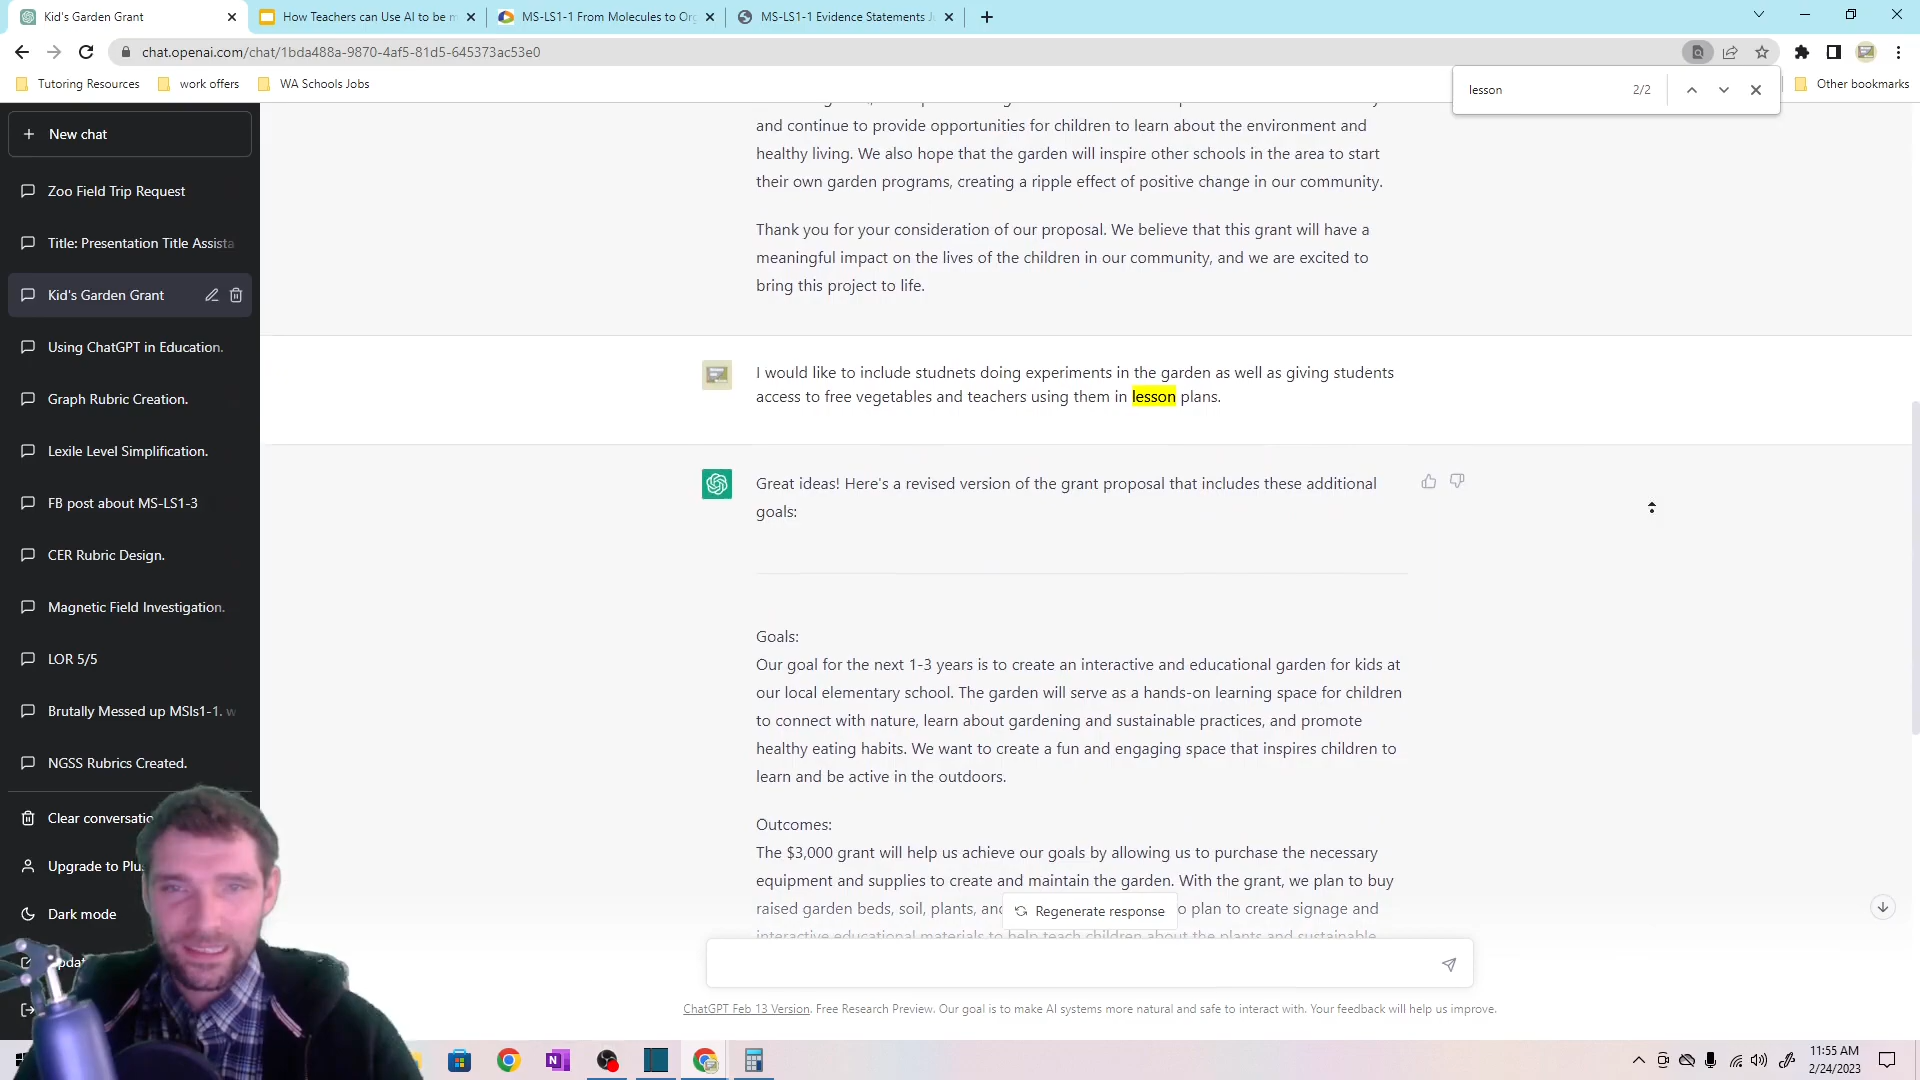 Kid's Garden Grant
How Teachers can Use AI to be m
MS-LS1-1 From Molecules to Org
MS-LS1-1 Evidence Statements J
chat.openai.com/chat/1bda488a-9870-4af5-81d5-645373ac53e0
Tutoring Resources
work offers
WA Schools Jobs
Other bookmarks
lesson
2/2
New chat
Zoo Field Trip Request
Title: Presentation Title Assista
Kid's Garden Grant
Using ChatGPT in Education.
Graph Rubric Creation.
Lexile Level Simplification.
FB post about MS-LS1-3
CER Rubric Design.
Magnetic Field Investigation.
LOR 5/5
Brutally Messed up MSls1-1. w
NGSS Rubrics Created.
Clear conversatio
Upgrade to Plu
Dark mode
and continue to provide opportunities for children to learn about the environment and
healthy living. We also hope that the garden will inspire other schools in the area to start
their own garden programs, creating a ripple effect of positive change in our community.
Thank you for your consideration of our proposal. We believe that this grant will have a
meaningful impact on the lives of the children in our community, and we are excited to
bring this project to life.
I would like to include studnets doing experiments in the garden as well as giving students
access to free vegetables and teachers using them in lesson plans.
Great ideas! Here's a revised version of the grant proposal that includes these additional
goals:
Goals:
Our goal for the next 1-3 years is to create an interactive and educational garden for kids at
our local elementary school. The garden will serve as a hands-on learning space for children
to connect with nature, learn about gardening and sustainable practices, and promote
healthy eating habits. We want to create a fun and engaging space that inspires children to
learn and be active in the outdoors.
Outcomes:
The $3,000 grant will help us achieve our goals by allowing us to purchase the necessary
equipment and supplies to create and maintain the garden. With the grant, we plan to buy
raised garden beds, soil, plants, and
o plan to create signage and
interactive educational materials to help teach children about the plants and sustainable
Regenerate response
ChatGPT Feb 13 Version. Free Research Preview. Our goal is to make AI systems more natural and safe to interact with. Your feedback will help us improve.
11:55 AM
2/24/2023